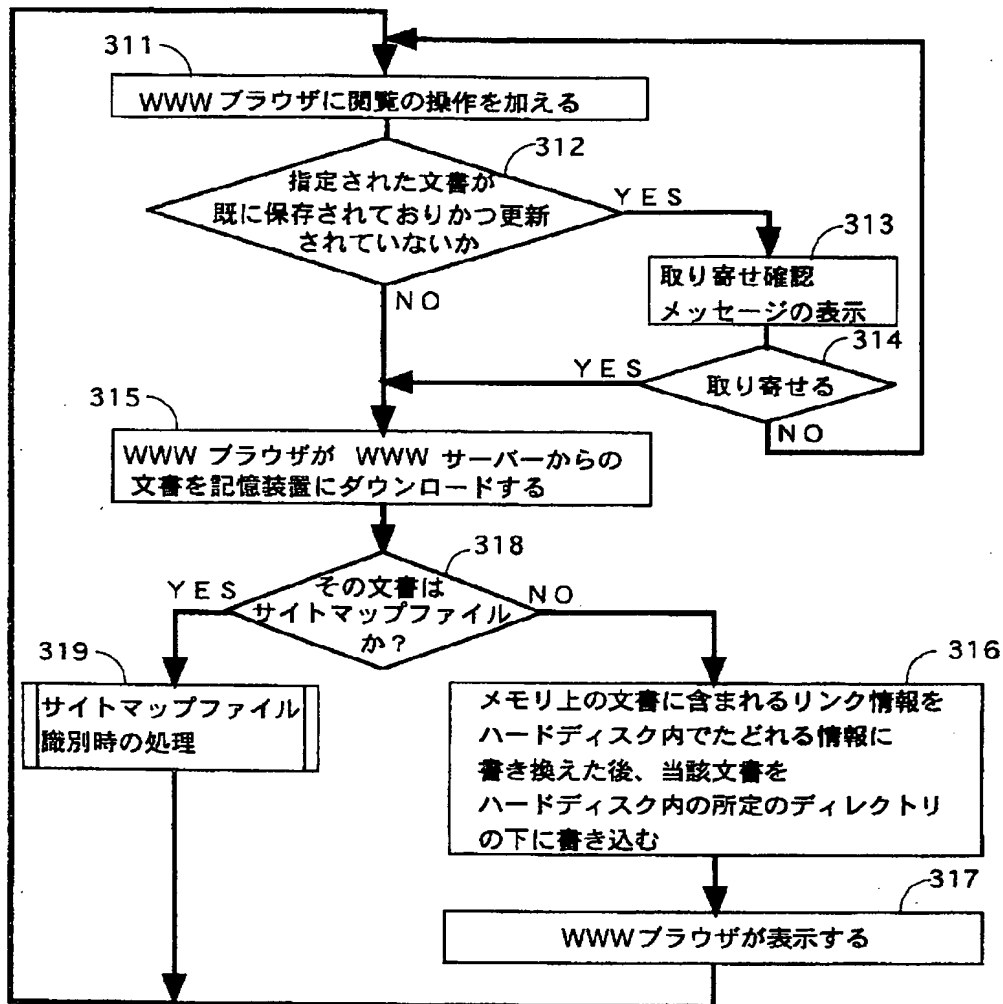 311
WWWブラウザに閲覧の操作を加える
312
指定された文書が
既に保存されておりかつ更新
されていないか
YES
NO
313
取り寄せ確認
メッセージの表示
314
取り寄せる
YES
NO
315
WWW ブラウザが WWW サーバーからの
文書を記憶装置にダウンロードする
318
その文書は
サイトマップファイル
か?
YES
NO
319
サイトマップファイル
識別時の処理
316
メモリ上の文書に含まれるリンク情報を
ハードディスク内でたどれる情報に
書き換えた後、当該文書を
ハードディスク内の所定のディレクトリ
の下に書き込む
317
WWWブラウザが表示する